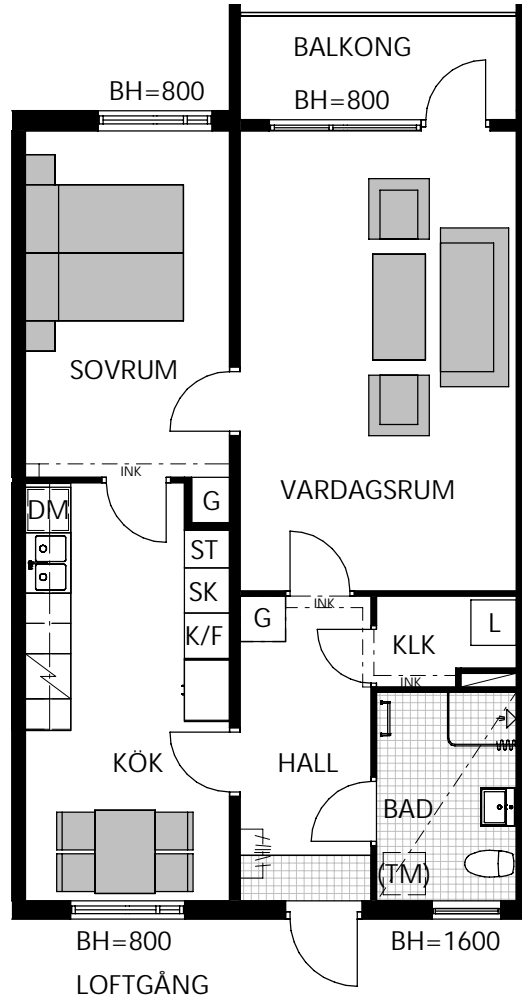 BALKONG
BH=800
BH=800
SOVRUM
INK
VARDAGSRUM
G
DM
ST
SK
K/F
INK
G
KLK
L
INK
KÖK
HALL
BAD
(TM)
BH=800
BH=1600
LOFTGÅNG